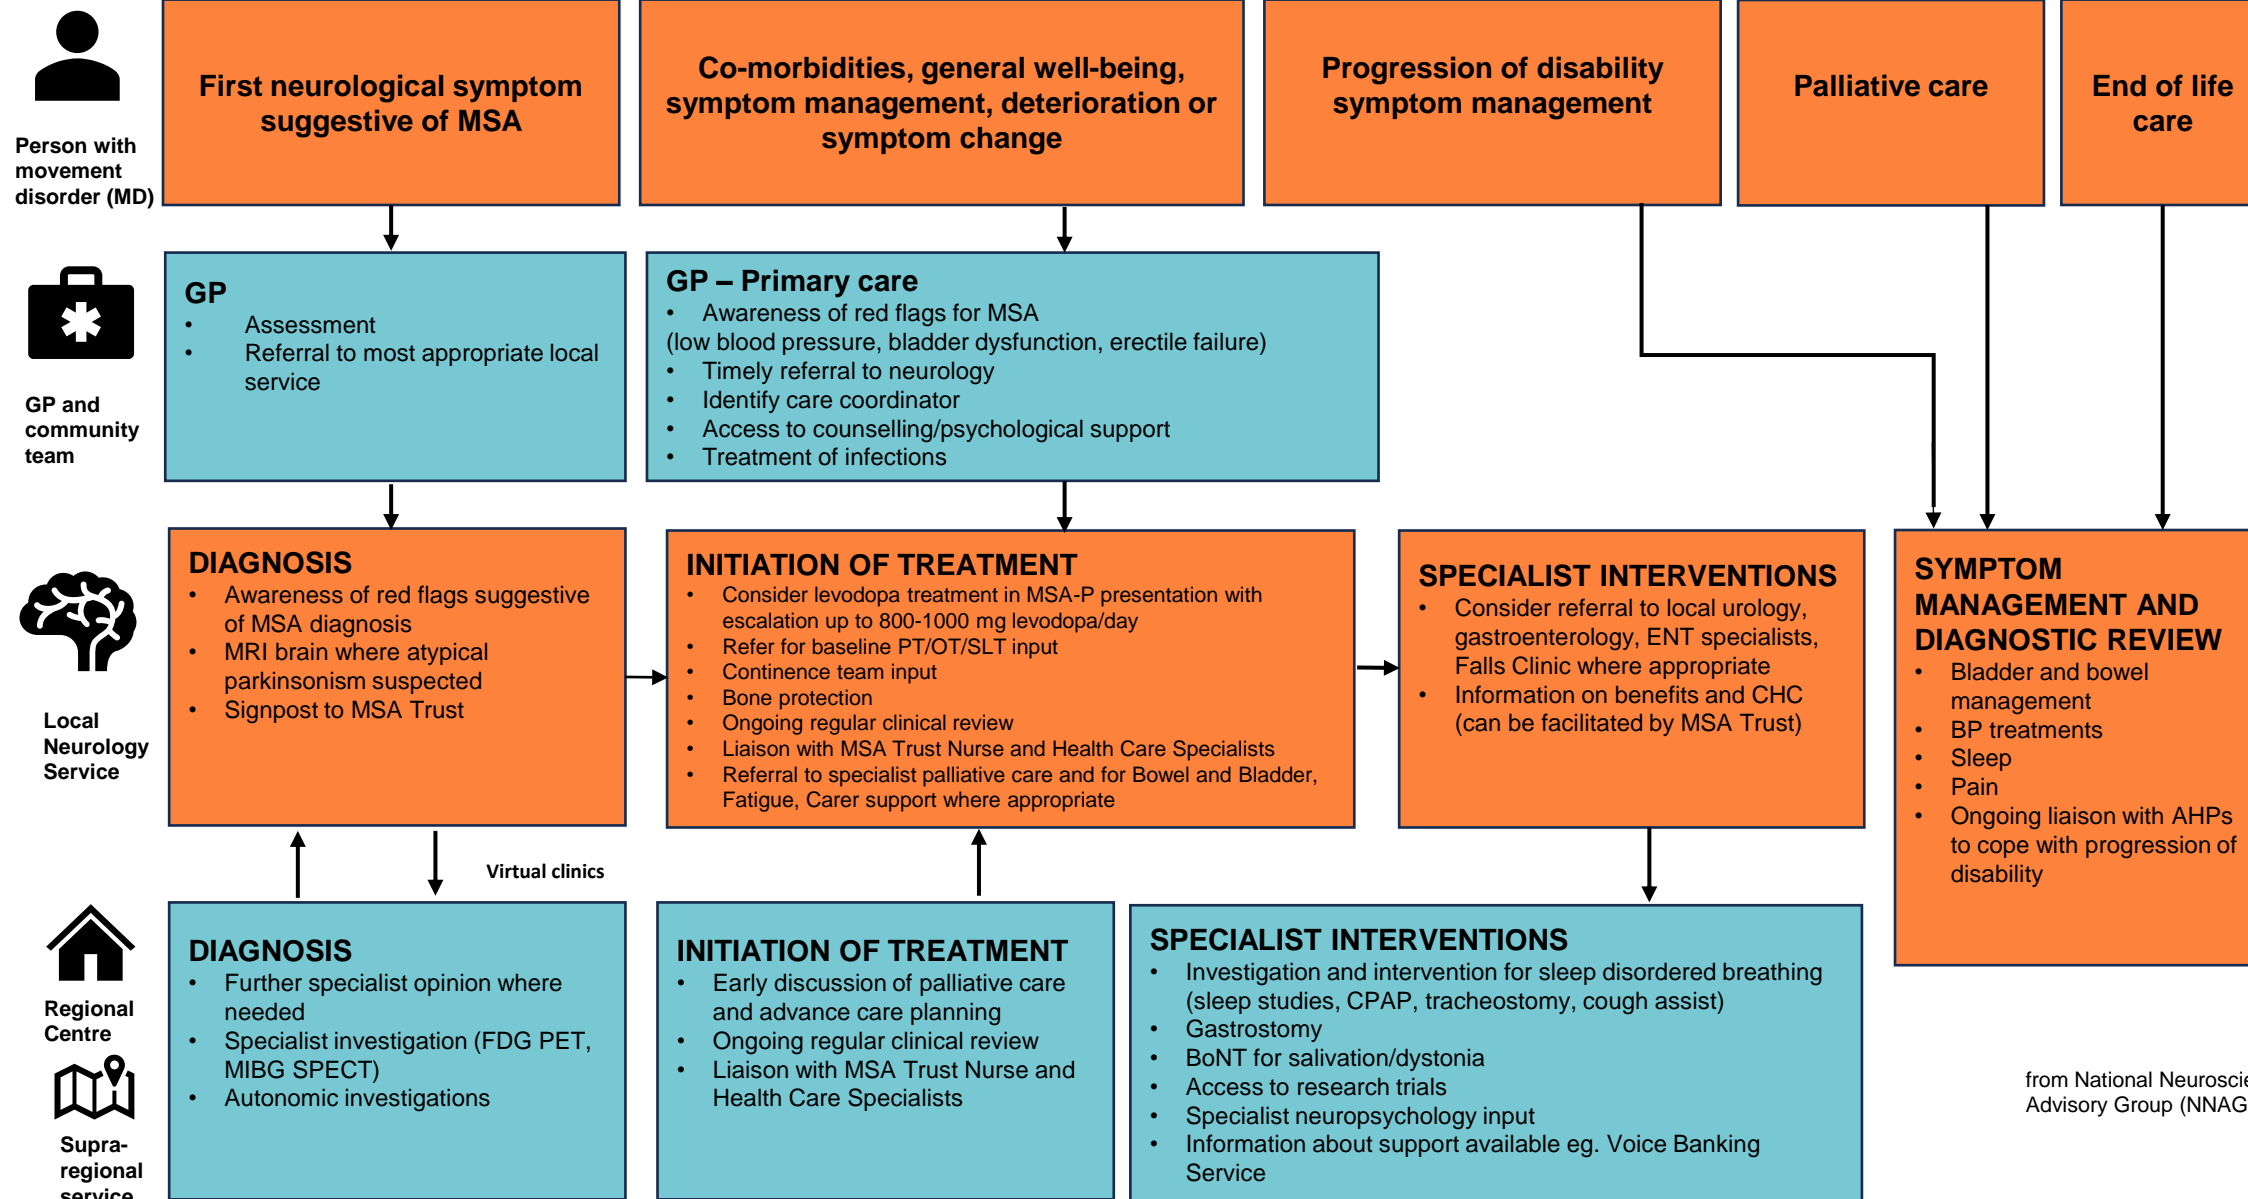 First neurological symptom
suggestive of MSA
Co-morbidities, general well-being,
symptom management, deterioration or
symptom change
Progression of disability
symptom management
Palliative care
End of life
care
Person with
movement
disorder (MD)
GP
• Assessment
• Referral to most appropriate local
service
GP – Primary care
• Awareness of red flags for MSA
(low blood pressure, bladder dysfunction, erectile failure)
• Timely referral to neurology
• Identify care coordinator
• Access to counselling/psychological support
• Treatment of infections
GP and
community
team
DIAGNOSIS
• Awareness of red flags suggestive
of MSA diagnosis
• MRI brain where atypical
parkinsonism suspected
• Signpost to MSA Trust
INITIATION OF TREATMENT
• Consider levodopa treatment in MSA-P presentation with
escalation up to 800-1000 mg levodopa/day
• Refer for baseline PT/OT/SLT input
• Continence team input
• Bone protection
• Ongoing regular clinical review
• Liaison with MSA Trust Nurse and Health Care Specialists
• Referral to specialist palliative care and for Bowel and Bladder,
Fatigue, Carer support where appropriate
SPECIALIST INTERVENTIONS
• Consider referral to local urology,
gastroenterology, ENT specialists,
Falls Clinic where appropriate
• Information on benefits and CHC
(can be facilitated by MSA Trust)
SYMPTOM
MANAGEMENT AND
DIAGNOSTIC REVIEW
• Bladder and bowel
management
• BP treatments
• Sleep
• Pain
• Ongoing liaison with AHPs
to cope with progression of
disability
Local
Neurology
Service
Virtual clinics
DIAGNOSIS
• Further specialist opinion where
needed
• Specialist investigation (FDG PET,
MIBG SPECT)
• Autonomic investigations
INITIATION OF TREATMENT
• Early discussion of palliative care
and advance care planning
• Ongoing regular clinical review
• Liaison with MSA Trust Nurse and
Health Care Specialists
SPECIALIST INTERVENTIONS
• Investigation and intervention for sleep disordered breathing
(sleep studies, CPAP, tracheostomy, cough assist)
• Gastrostomy
• BoNT for salivation/dystonia
• Access to research trials
• Specialist neuropsychology input
• Information about support available eg. Voice Banking
Service
Regional
Centre
Supra-
regional
service
from National
Advisory Group (NNAG